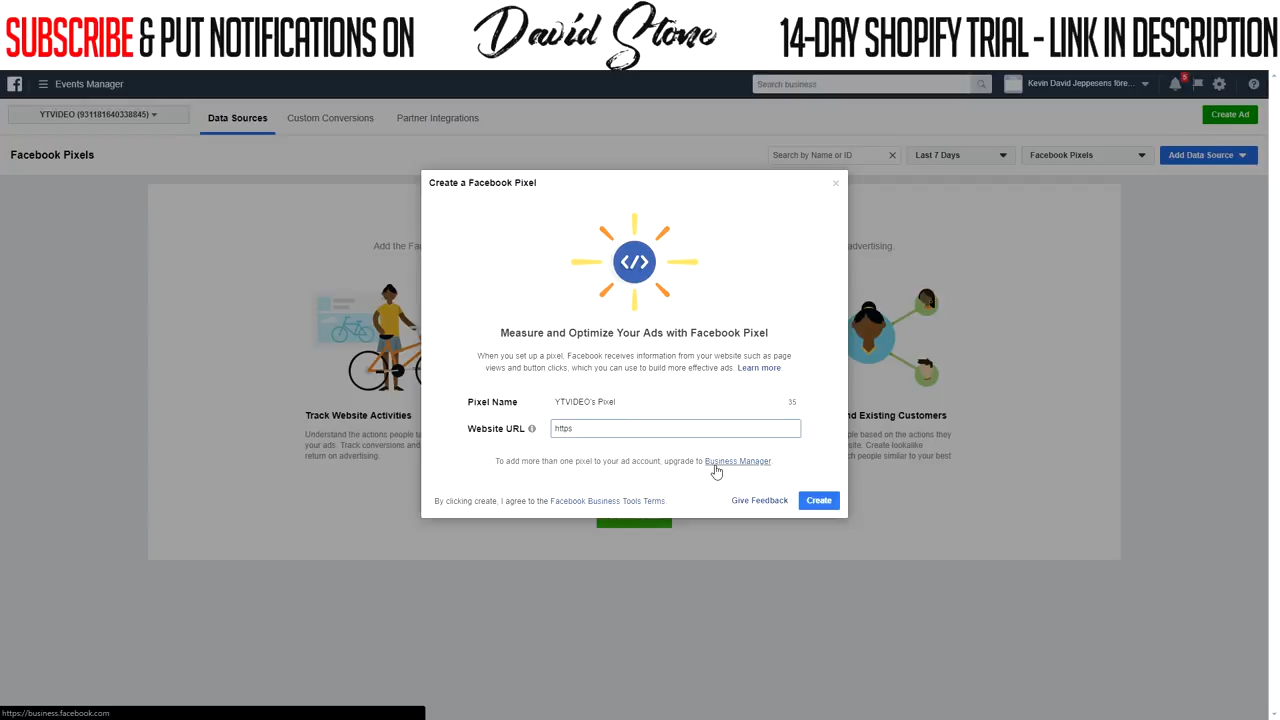 SUBSCRIBE & PUT NOTIFICATIONS ON
David Stone
14-DAY SHOPIFY TRIAL - LINK IN DESCRIPTION
Events Manager
Search business
Kevin David Jeppesens före...
5
YTVIDEO (931181640338845)
Data Sources
Custom Conversions
Partner Integrations
Create Ad
Facebook Pixels
Search by Name or ID
Last 7 Days
Facebook Pixels
Add Data Source
Create a Facebook Pixel
Add the Fa
advertising.
</>
Measure and Optimize Your Ads with Facebook Pixel
When you set up a pixel, Facebook receives information from your website such as page
views and button clicks, which you can use to build more effective ads. Learn more.
Pixel Name
YTVIDEO's Pixel
35
Website URL
https
To add more than one pixel to your ad account, upgrade to Business Manager
By clicking create, I agree to the Facebook Business Tools Terms.
Give Feedback
Create
Track Website Activities
Understand the actions people ta
your ads. Track conversions and
return on advertising.
nd Existing Customers
ple based on the actions they
ur site. Create lookalike
ch people similar to your best
https://business.facebook.com